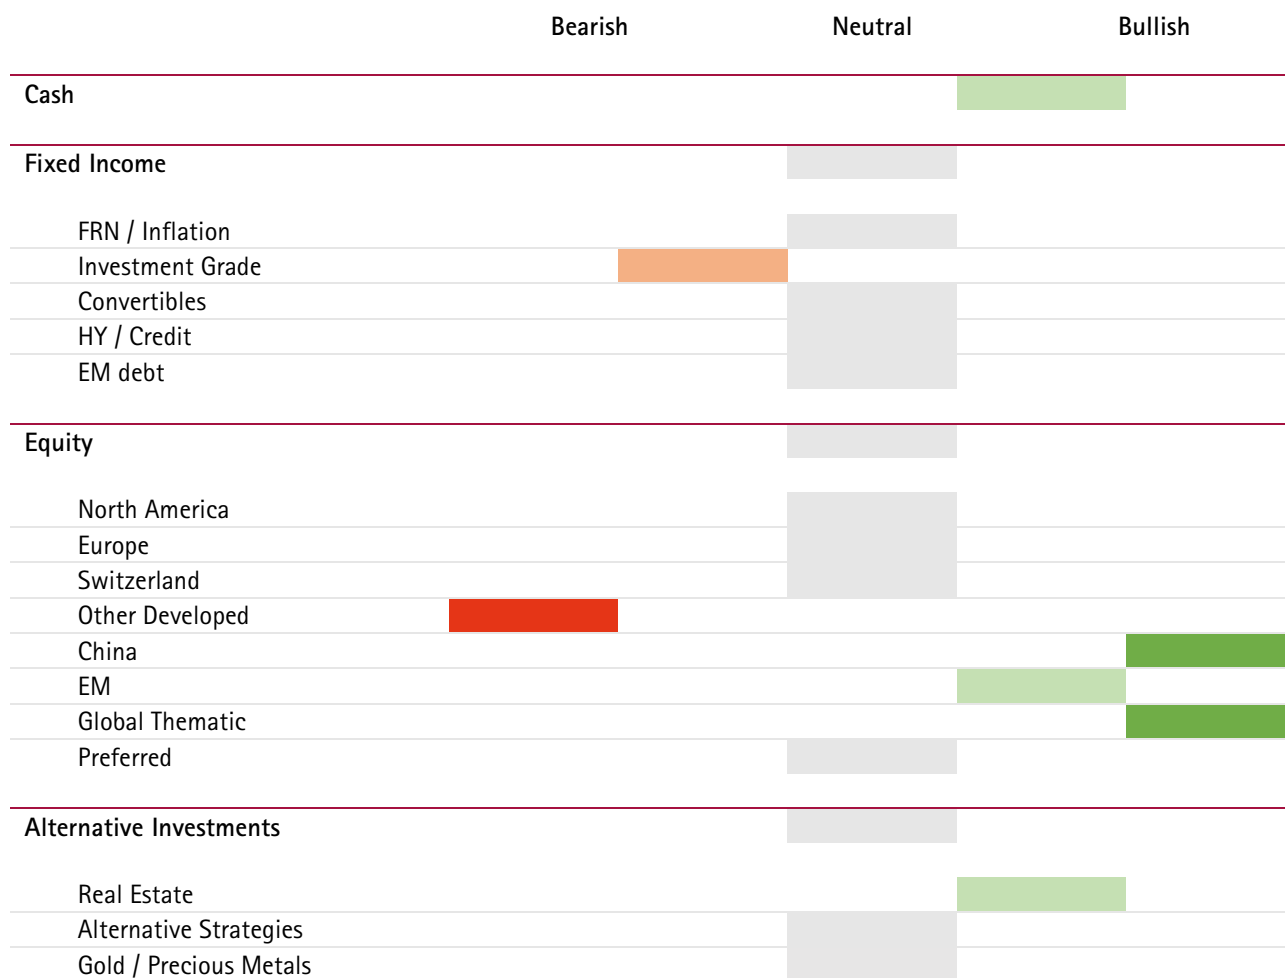 Bearish Neutral Bullish
Cash
Fixed Income
FRN / Inflation
Investment Grade
Convertibles
HY / Credit
EM debt
Equity
North America
Europe
Switzerland
Other Developed
China
EM
Global Thematic
Preferred
Alternative Investments
Real Estate
Alternative Strategies
Gold / Precious Metals